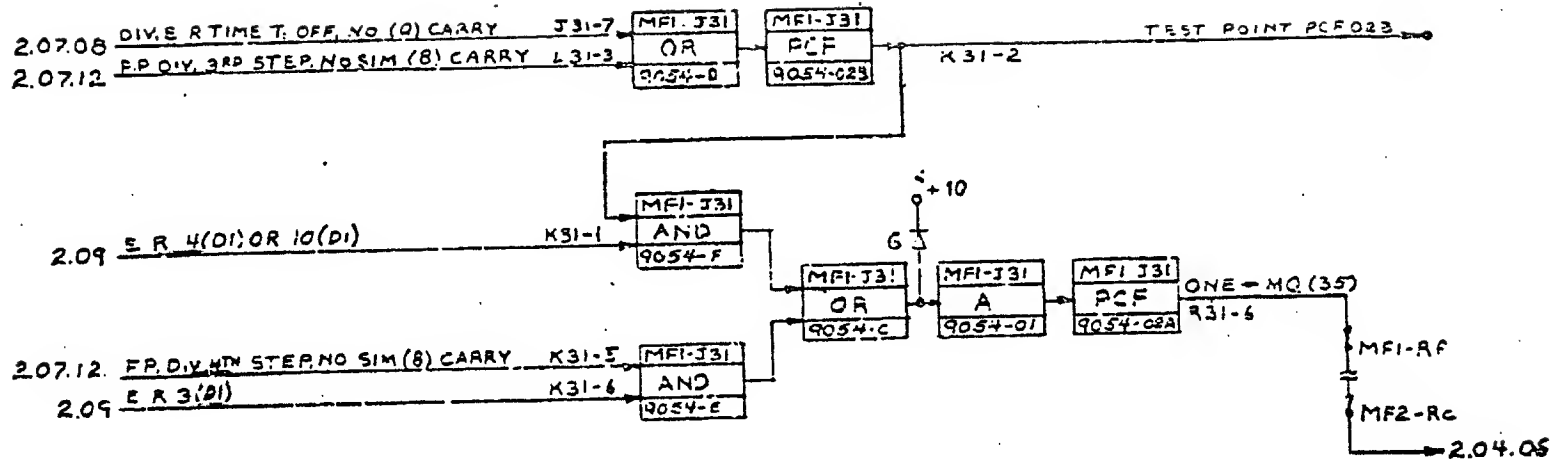 2.07.08 DIV. E R TIME T. OFF, NO (Q) CARRY J31-7
2.07.12 F.P. DIV. 3RD STEP. NO SIM (8) CARRY L31-3
MF1-J31
OR
9054-D
MF1-J31
PCF
9054-02B
K31-2
TEST POINT PCF023
2.09 E R 4(D1) OR 10(D1) K31-1
MF1-J31
AND
9054-F
+10
G
MF1-J31
OR
9054-C
MF1-J31
A
9054-01
MF1 J31
PCF
9054-02A
ONE - MQ (35)
R31-6
2.07.12. F.P. DIV. 4TH STEP. NO SIM (8) CARRY K31-5
2.09 E R 3(D1) K31-6
MF1-J31
AND
9054-E
MF1-Rf
MF2-Rc
2.04.05